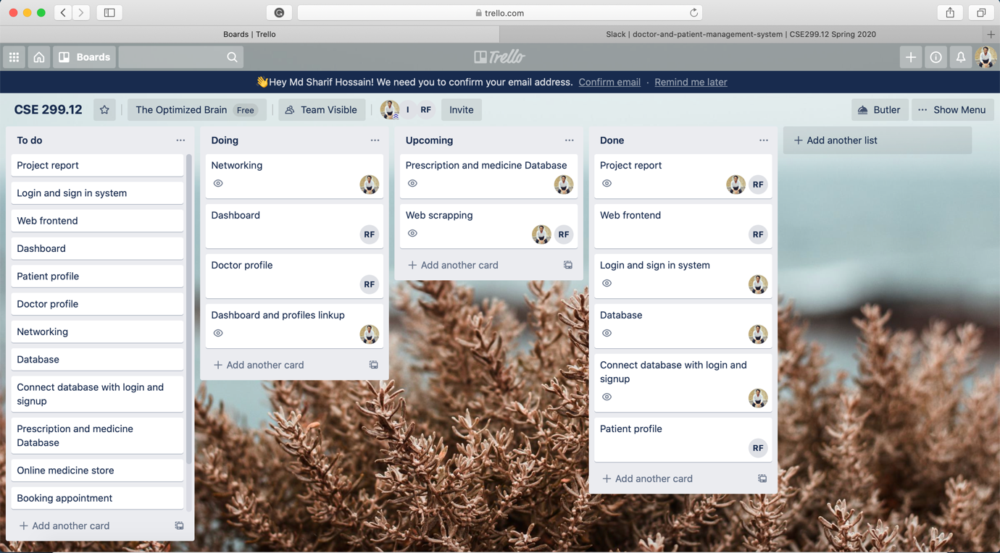 trello.com
Boards | Trello
Slack | doctor-and-patient-management-system | CSE299.12 Spring 2020
Boards
Trello
👋Hey Md Sharif Hossain! We need you to confirm your email address. Confirm email · Remind me later
CSE 299.12
The Optimized Brain Free
Team Visible
I RF
Invite
Butler
··· Show Menu
To do
Project report
Login and sign in system
Web frontend
Dashboard
Patient profile
Doctor profile
Networking
Database
Connect database with login and
signup
Prescription and medicine
Database
Online medicine store
Booking appointment
+ Add another card
Doing
Networking
Dashboard
RF
Doctor profile
RF
Dashboard and profiles linkup
+ Add another card
Upcoming
Prescription and medicine Database
Web scrapping
RF
+ Add another card
Done
Project report
RF
Web frontend
RF
Login and sign in system
Database
Connect database with login and
signup
Patient profile
RF
+ Add another card
+ Add another list